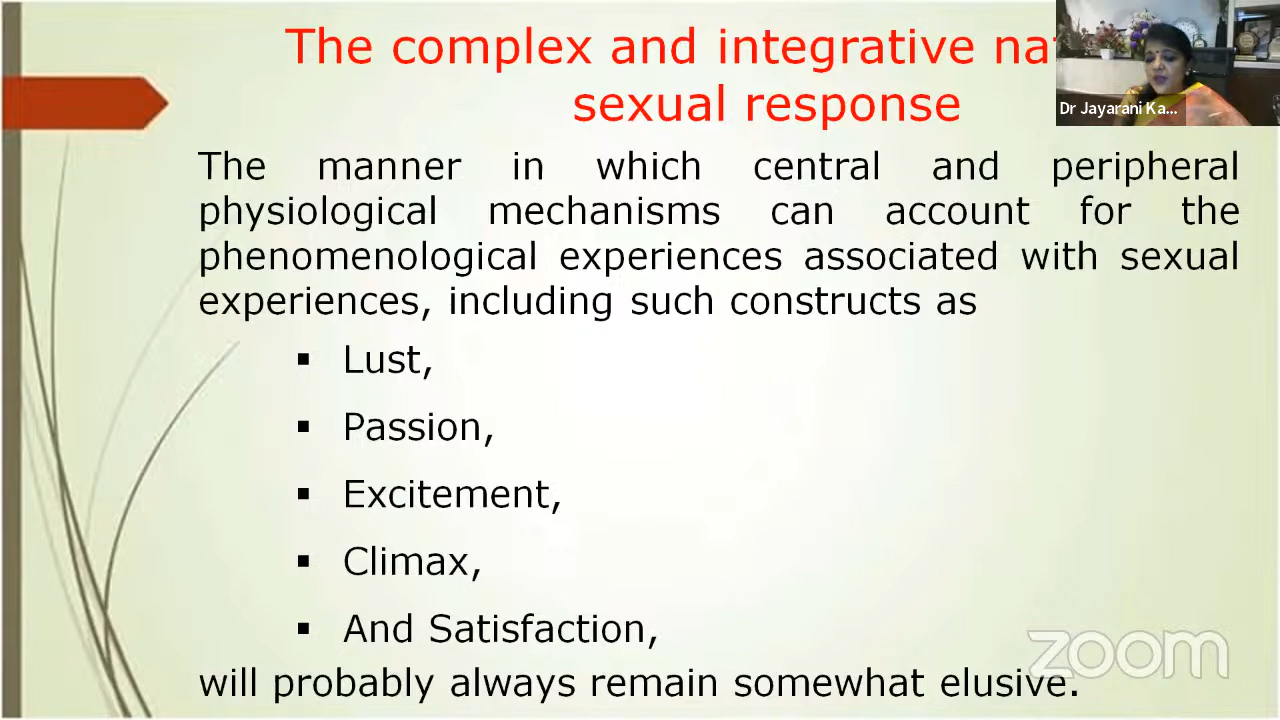 The complex and integrative na
sexual response
Dr Jayarani Ka...
The manner in which central and peripheral
physiological mechanisms can account for the
phenomenological experiences associated with sexual
experiences, including such constructs as
▪ Lust,
▪ Passion,
▪ Excitement,
▪ Climax,
▪ And Satisfaction,
will probably always remain somewhat elusive.
zoom